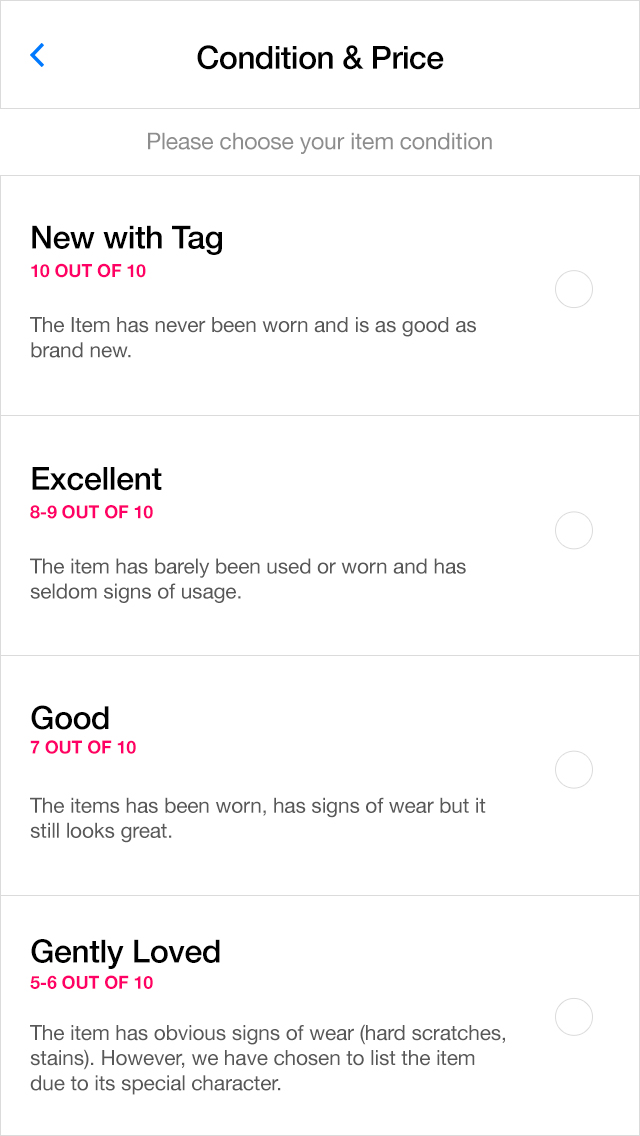 Condition & Price
Please choose your item condition
New with Tag
10 OUT OF 10
The Item has never been worn and is as good as
brand new.
Excellent
8-9 OUT OF 10
The item has barely been used or worn and has
seldom signs of usage.
Good
7 OUT OF 10
The items has been worn, has signs of wear but it
still looks great.
Gently Loved
5-6 OUT OF 10
The item has obvious signs of wear (hard scratches,
stains). However, we have chosen to list the item
due to its special character.